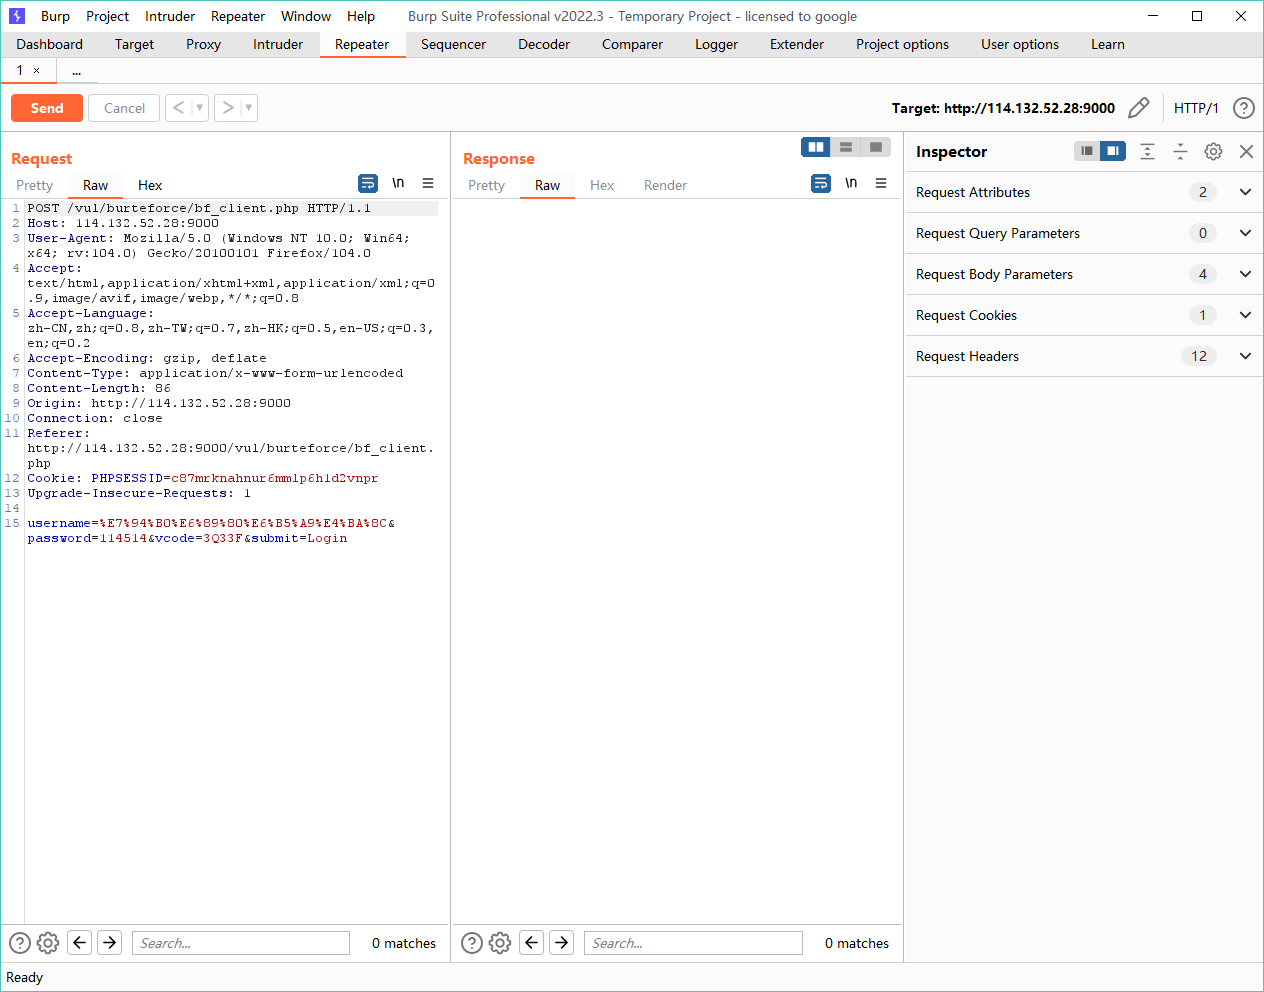 Burp Project Intruder Repeater Window Help Burp Suite Professional v2022.3 - Temporary Project - licensed to google
Dashboard Target Proxy Intruder Repeater Sequencer Decoder Comparer Logger Extender Project options User options Learn
1 × ...
Send Cancel < > Target: http://114.132.52.28:9000 HTTP/1 ?
Request
Pretty Raw Hex \n
1 POST /vul/burteforce/bf_client.php HTTP/1.1
2 Host: 114.132.52.28:9000
3 User-Agent: Mozilla/5.0 (Windows NT 10.0; Win64;
x64; rv:104.0) Gecko/20100101 Firefox/104.0
4 Accept:
text/html,application/xhtml+xml,application/xml;q=0
.9,image/avif,image/webp,*/*;q=0.8
5 Accept-Language:
zh-CN,zh;q=0.8,zh-TW;q=0.7,zh-HK;q=0.5,en-US;q=0.3,
en;q=0.2
6 Accept-Encoding: gzip, deflate
7 Content-Type: application/x-www-form-urlencoded
8 Content-Length: 86
9 Origin: http://114.132.52.28:9000
10 Connection: close
11 Referer:
http://114.132.52.28:9000/vul/burteforce/bf_client.
php
12 Cookie: PHPSESSID=c87mrknahnur6mmlp6h1d2vnpr
13 Upgrade-Insecure-Requests: 1
14
15 username=%E7%94%B0%E6%89%80%E6%B5%A9%E4%BA%8C&
password=114514&vcode=3Q33F&submit=Login
? Search... 0 matches
Response
Pretty Raw Hex Render \n
? Search... 0 matches
Inspector
Request Attributes 2
Request Query Parameters 0
Request Body Parameters 4
Request Cookies 1
Request Headers 12
Ready